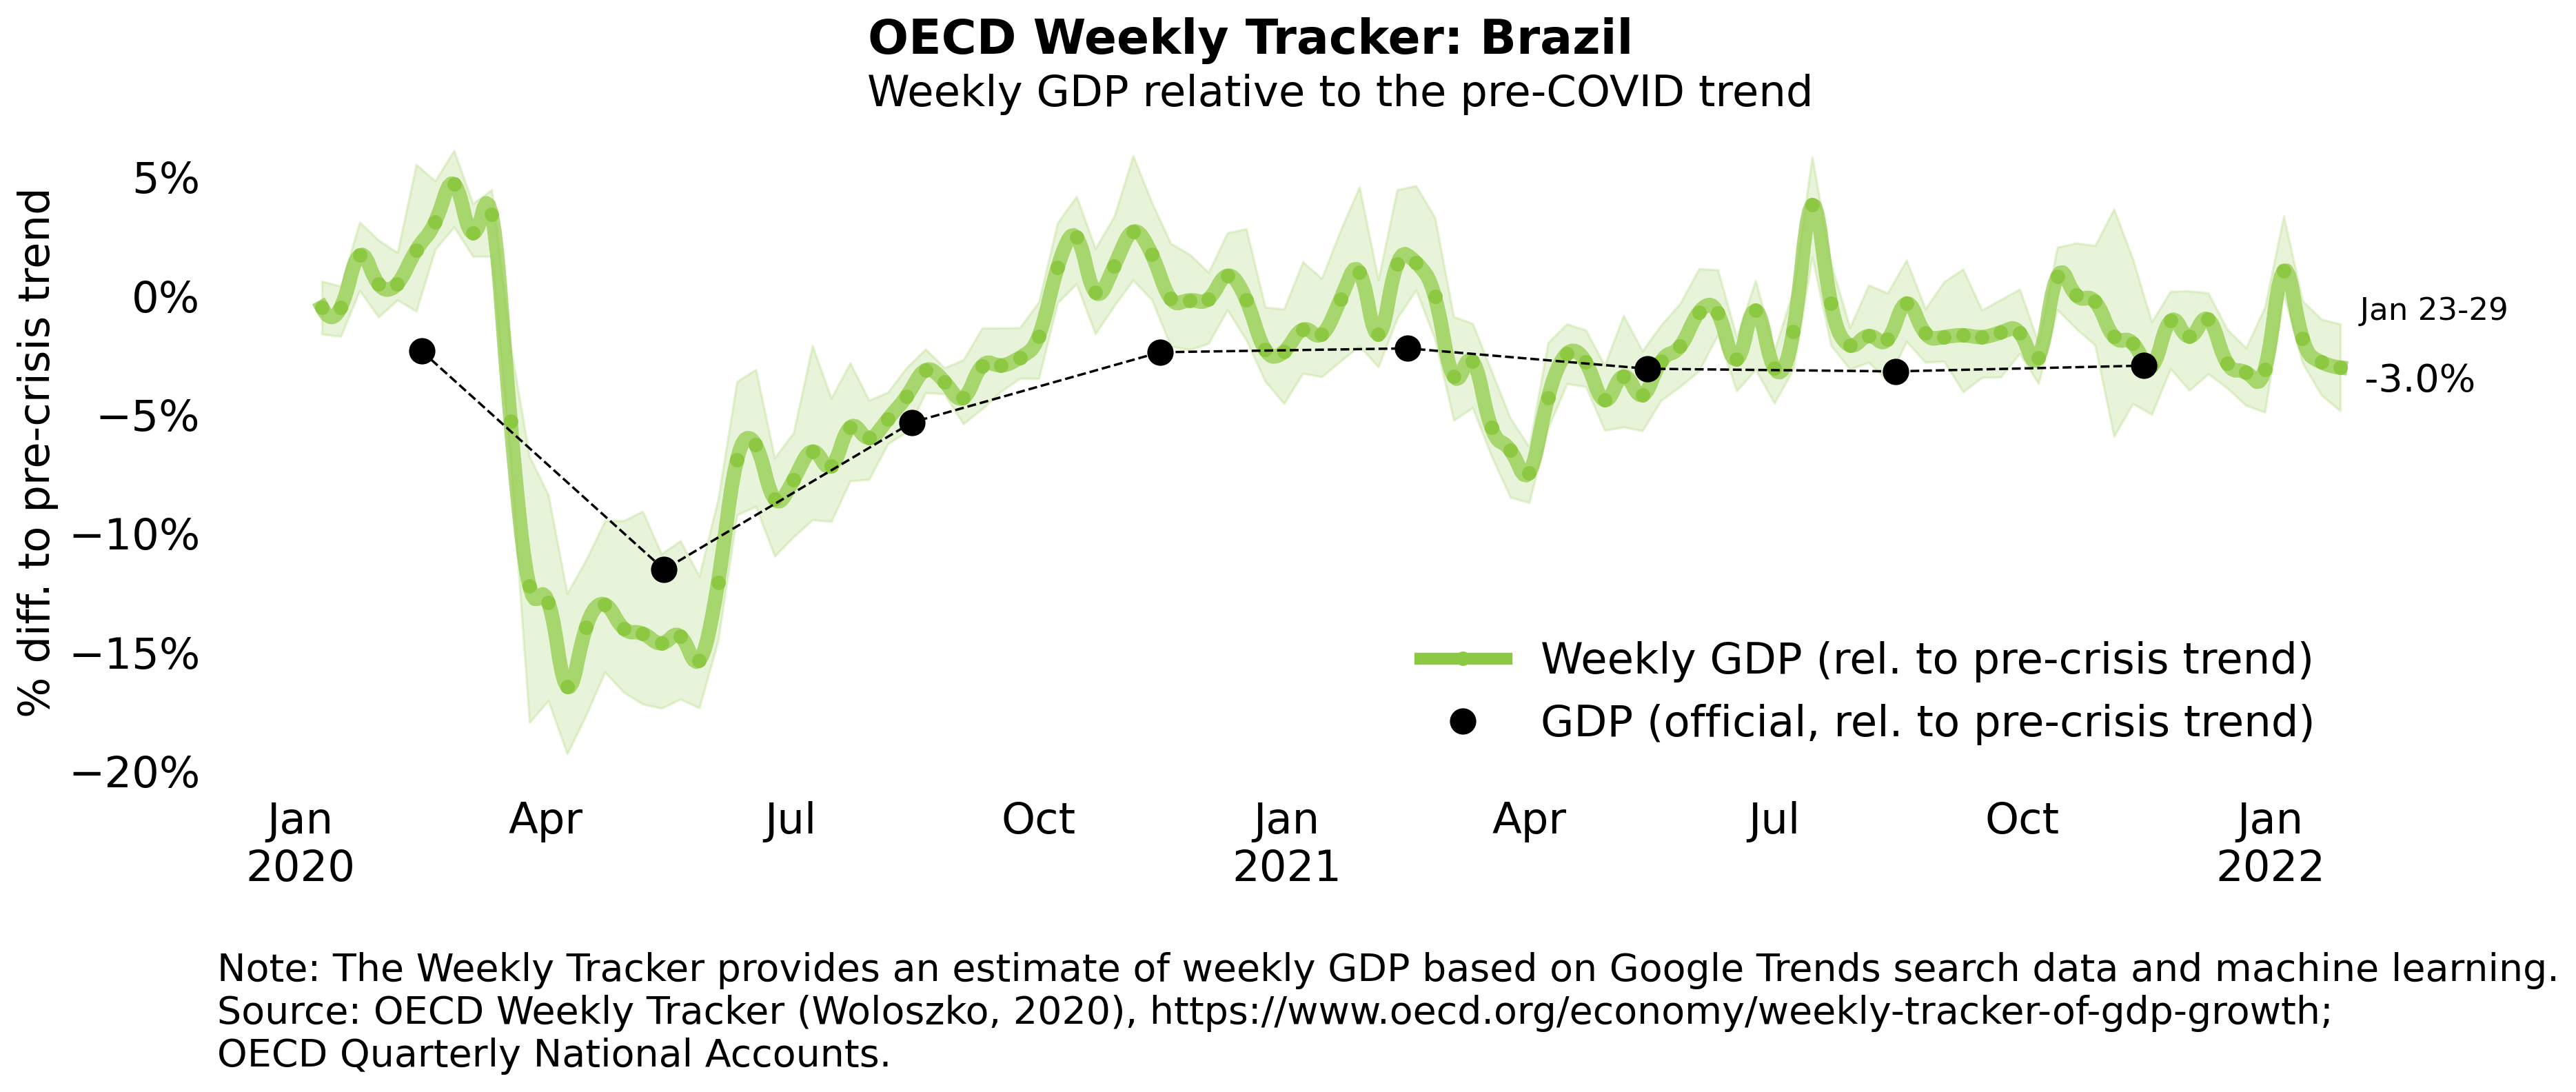 OECD Weekly Tracker: Brazil
Weekly GDP relative to the pre-COVID trend
% diff. to pre-crisis trend
5%
0%
−5%
−10%
−15%
−20%
Jan 23-29
-3.0%
Weekly GDP (rel. to pre-crisis trend)
GDP (official, rel. to pre-crisis trend)
Jan Apr Jul Oct Jan Apr Jul Oct Jan
2020 2021 2022
Note: The Weekly Tracker provides an estimate of weekly GDP based on Google Trends search data and machine learning.
Source: OECD Weekly Tracker (Woloszko, 2020), https://www.oecd.org/economy/weekly-tracker-of-gdp-growth;
OECD Quarterly National Accounts.